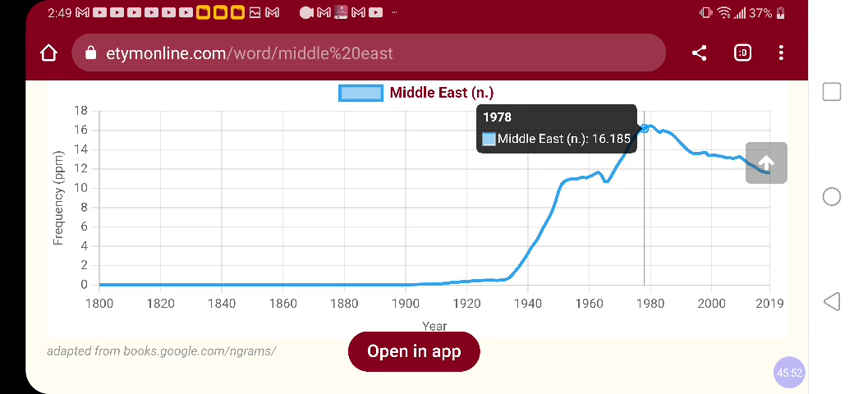 2:49
37%
etymonline.com/word/middle%20east
:D
Middle East (n.)
18
16
14
12
10
8
6
4
2
0
Frequency (ppm)
1978
Middle East (n.): 16.185
1800 1820 1840 1860 1880 1900 1920 1940 1960 1980 2000 2019
Year
adapted from books.google.com/ngrams/
Open in app
45:52